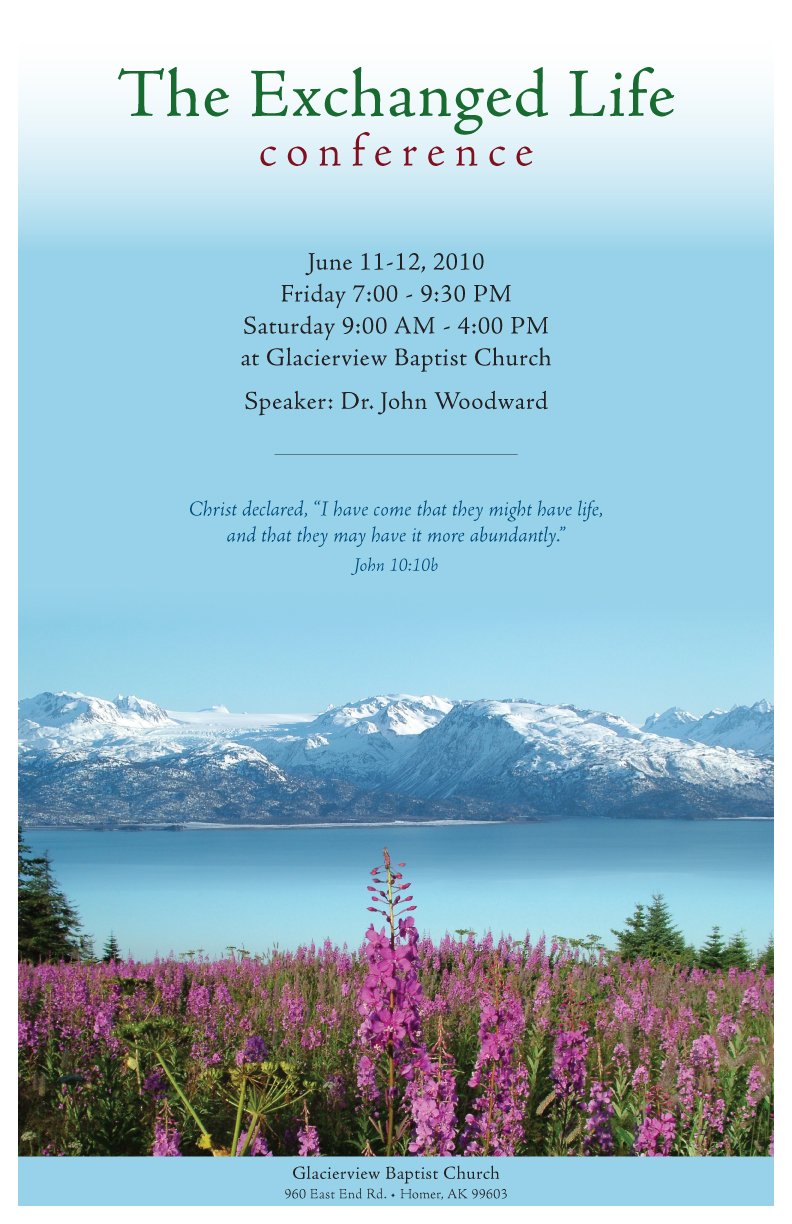 The Exchanged Life
conference
June 11-12, 2010
Friday 7:00 - 9:30 PM
Saturday 9:00 AM - 4:00 PM
at Glacierview Baptist Church
Speaker: Dr. John Woodward
Christ declared, “I have come that they might have life,
and that they may have it more abundantly.”
John 10:10b
Glacierview Baptist Church
960 East End Rd. • Homer, AK 99603